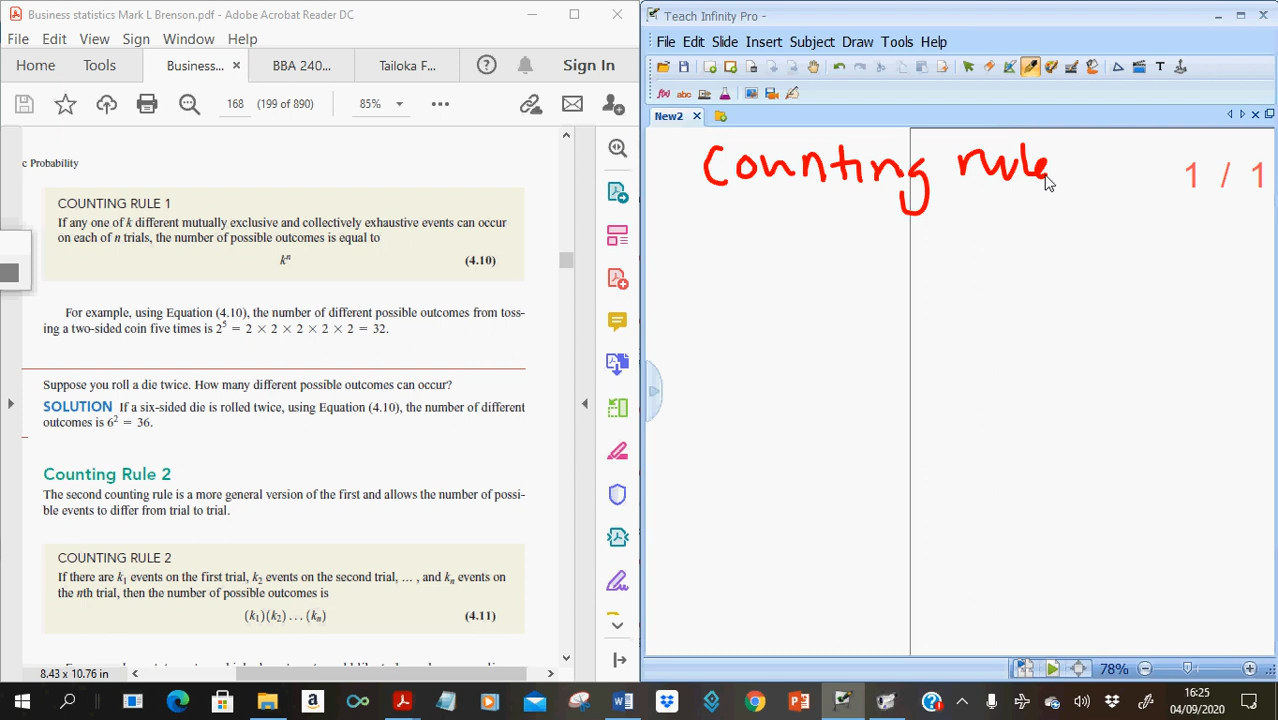 Business statistics Mark L Brenson.pdf - Adobe Acrobat Reader DC
File Edit View Sign Window Help
Home Tools Business... × BBA 240... Tailoka F... Sign In
168 (199 of 890) 85%
c Probability
COUNTING RULE 1
If any one of k different mutually exclusive and collectively exhaustive events can occur
on each of n trials, the number of possible outcomes is equal to
kⁿ (4.10)
For example, using Equation (4.10), the number of different possible outcomes from toss-
ing a two-sided coin five times is 2⁵ = 2 × 2 × 2 × 2 × 2 = 32.
Suppose you roll a die twice. How many different possible outcomes can occur?
SOLUTION If a six-sided die is rolled twice, using Equation (4.10), the number of different
outcomes is 6² = 36.
Counting Rule 2
The second counting rule is a more general version of the first and allows the number of possi-
ble events to differ from trial to trial.
COUNTING RULE 2
If there are k₁ events on the first trial, k₂ events on the second trial, ... , and kₙ events on
the nth trial, then the number of possible outcomes is
(k₁)(k₂) . . . (kₙ) (4.11)
8.43 x 10.76 in
Teach Infinity Pro -
File Edit Slide Insert Subject Draw Tools Help
f(x) abc
New2 ×
Counting rule
1 / 1
78%
16:25
04/09/2020